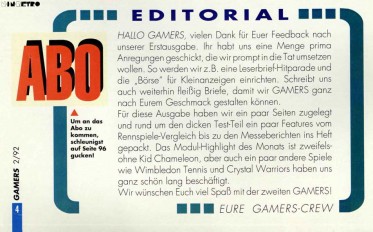 EDITORIAL
ABO
Um an das
Abo zu
kommen,
schleunigst
auf Seite 96
gucken!
HALLO GAMERS, vielen Dank für Euer Feedback nach
unserer Erstausgabe. Ihr habt uns eine Menge prima
Anregungen geschickt, die wir prompt in die Tat umsetzen
wollen. So werden wir z.B. eine Leserbrief-Hitparade und
die „Börse" für Kleinanzeigen einrichten. Schreibt uns
auch weiterhin fleißig Briefe, damit wir GAMERS ganz
nach Eurem Geschmack gestalten können.
Für diese Ausgabe haben wir ein paar Seiten zugelegt
und rund um den dicken Test-Teil ein paar Features vom
Rennspiele-Vergleich bis zu den Messeberichten ins Heft
gepackt. Das Modul-Highlight des Monats ist zweifels-
ohne Kid Chameleon, aber auch ein paar andere Spiele
wie Wimbledon Tennis und Crystal Warriors haben uns
ganz schön lang beschäftigt.
Wir wünschen Euch viel Spaß mit der zweiten GAMERS!
EURE GAMERS-CREW
4 GAMERS 2/92